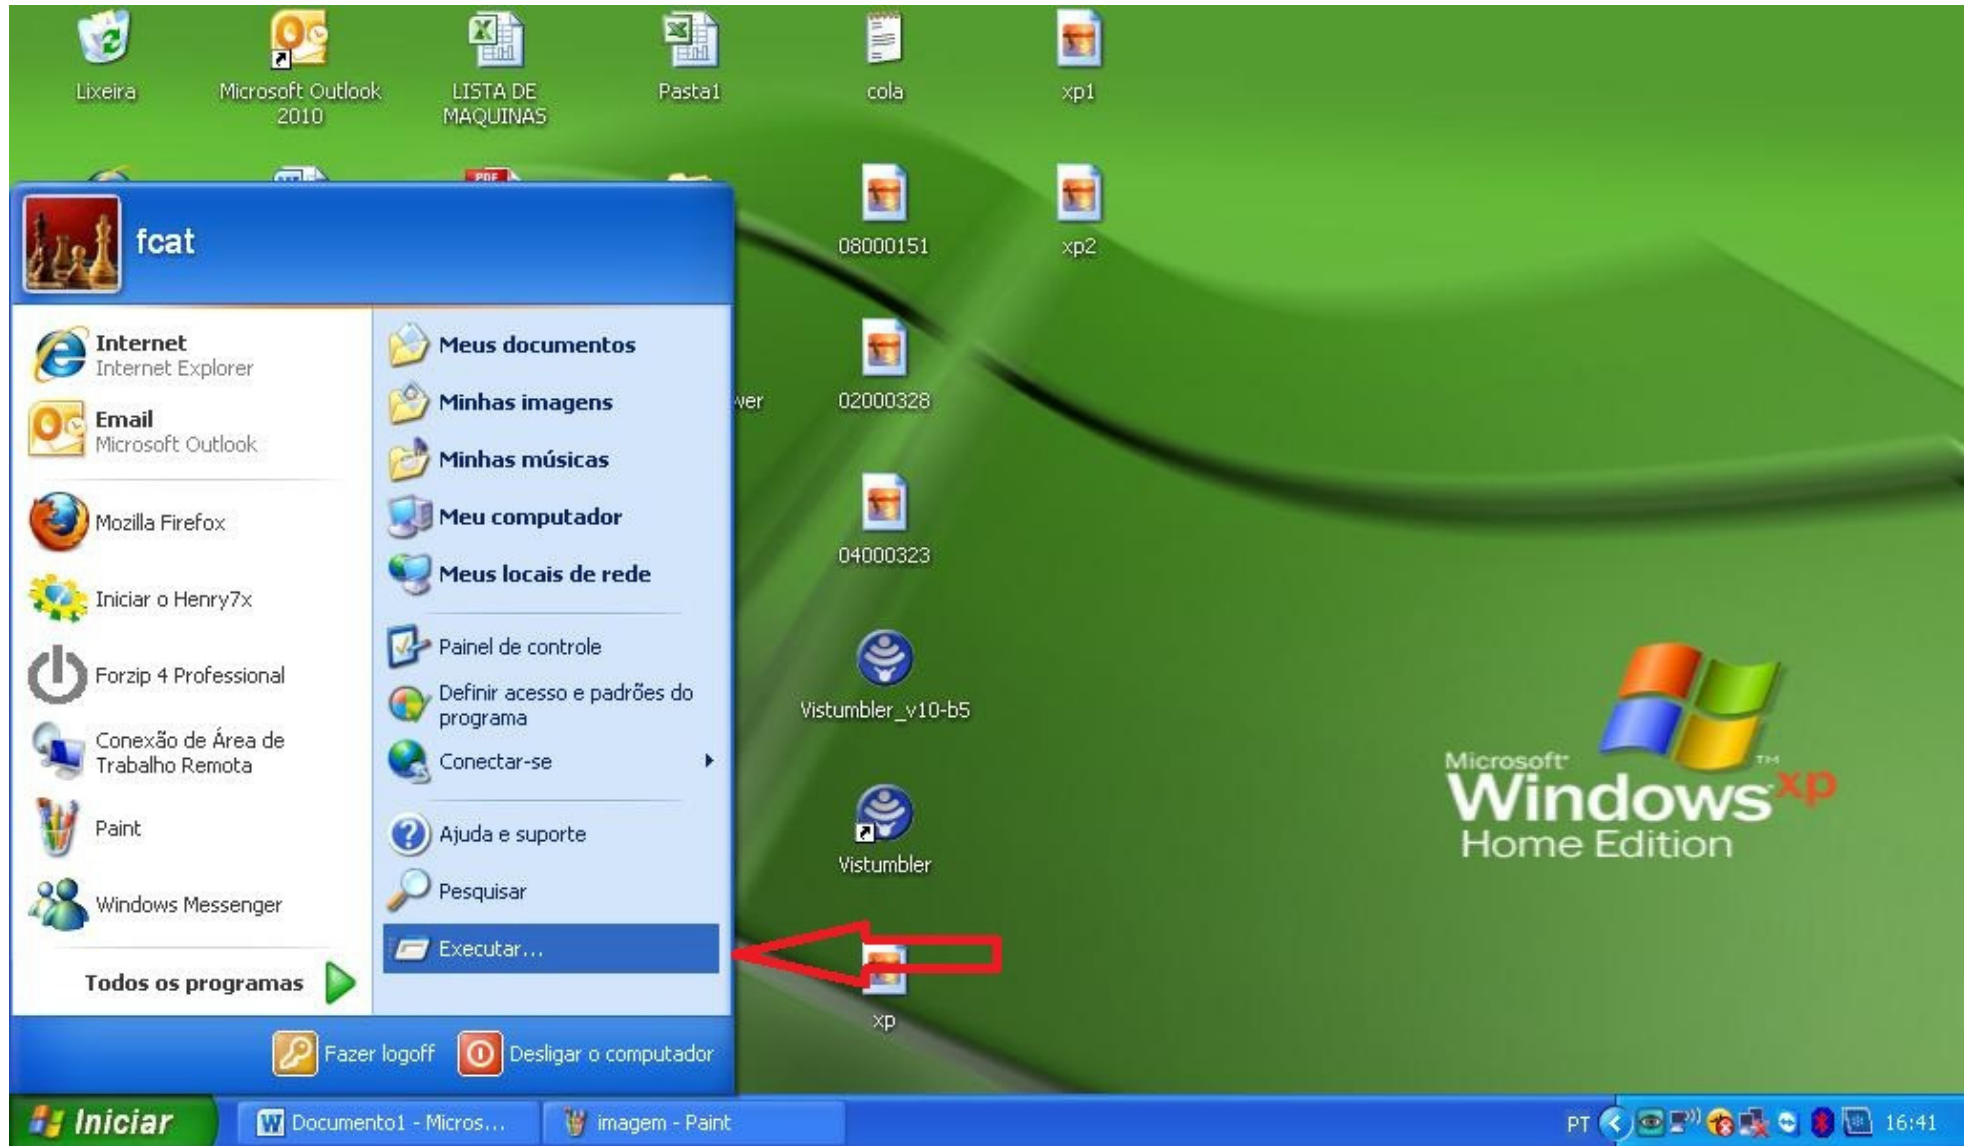 Lixeira
Microsoft Outlook
2010
LISTA DE
MAQUINAS
Pasta1
cola
xp1
PDF
08000151
xp2
fcat
Internet
Internet Explorer
Email
Microsoft Outlook
Mozilla Firefox
Iniciar o Henry7x
Forzip 4 Professional
Conexão de Área de
Trabalho Remota
Paint
Windows Messenger
Todos os programas
Meus documentos
Minhas imagens
Minhas músicas
Meu computador
Meus locais de rede
Painel de controle
Definir acesso e padrões do
programa
Conectar-se
Ajuda e suporte
Pesquisar
Executar...
Fazer logoff
Desligar o computador
02000328
04000323
Vistumbler_v10-b5
Vistumbler
xp
Microsoft
Windows xp TM
Home Edition
Iniciar
Documento1 - Micros...
imagem - Paint
PT
16:41